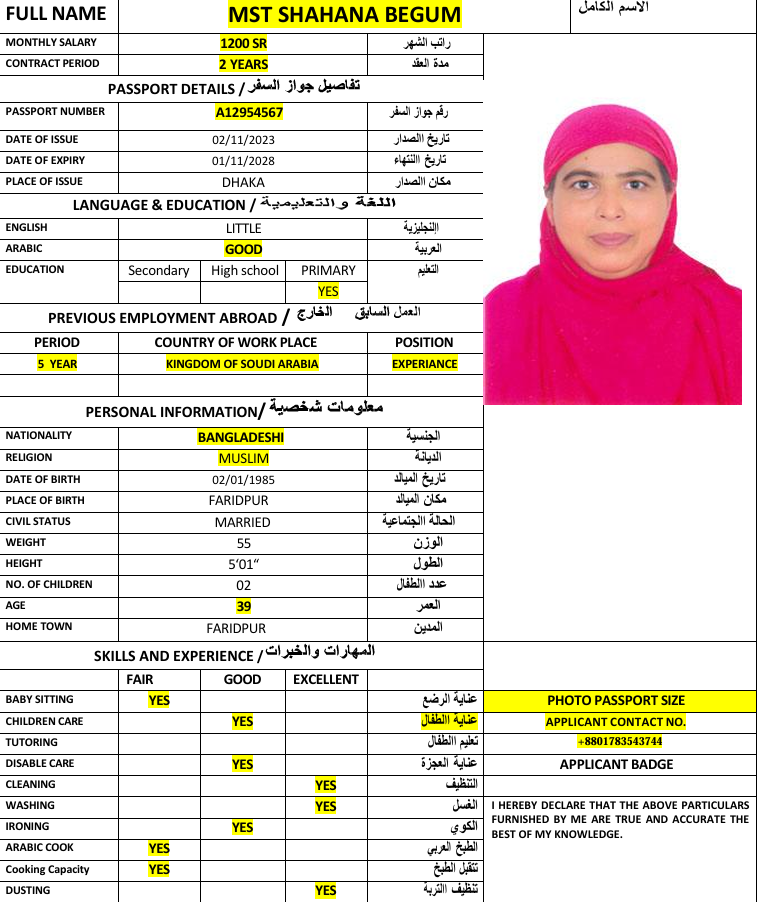 FULL NAME MST SHAHANA BEGUM الاسم الكامل
MONTHLY SALARY 1200 SR راتب الشهر
CONTRACT PERIOD 2 YEARS مدة العقد
PASSPORT DETAILS / تفاصيل جواز السفر
PASSPORT NUMBER A12954567 رقم جواز السفر
DATE OF ISSUE 02/11/2023 تاريخ االصدار
DATE OF EXPIRY 01/11/2028 تاريخ االنتهاء
PLACE OF ISSUE DHAKA مكان االصدار
LANGUAGE & EDUCATION / اللغة والتعليمية
ENGLISH LITTLE اإلنجليزية
ARABIC GOOD العربية
EDUCATION Secondary High school PRIMARY التعليم
YES
PREVIOUS EMPLOYMENT ABROAD / العمل السابق الخارج
PERIOD COUNTRY OF WORK PLACE POSITION
5 YEAR KINGDOM OF SOUDI ARABIA EXPERIANCE
PERSONAL INFORMATION/ معلومات شخصية
NATIONALITY BANGLADESHI الجنسية
RELIGION MUSLIM الديانة
DATE OF BIRTH 02/01/1985 تاريخ الميالد
PLACE OF BIRTH FARIDPUR مكان الميالد
CIVIL STATUS MARRIED الحالة االجتماعية
WEIGHT 55 الوزن
HEIGHT 5’01“ الطول
NO. OF CHILDREN 02 عدد االطفال
AGE 39 العمر
HOME TOWN FARIDPUR المدين
SKILLS AND EXPERIENCE / المهارات والخبرات
FAIR GOOD EXCELLENT
BABY SITTING YES عناية الرضع
CHILDREN CARE YES عناية االطفال
TUTORING تعليم االطفال
DISABLE CARE YES عناية العجزة
CLEANING YES التنظيف
WASHING YES الغسل
IRONING YES الكوي
ARABIC COOK YES الطبخ العربي
Cooking Capacity YES تتقبل الطبخ
DUSTING YES تنظيف االتربة
PHOTO PASSPORT SIZE
APPLICANT CONTACT NO.
+8801783543744
APPLICANT BADGE
I HEREBY DECLARE THAT THE ABOVE PARTICULARS
FURNISHED BY ME ARE TRUE AND ACCURATE THE
BEST OF MY KNOWLEDGE.